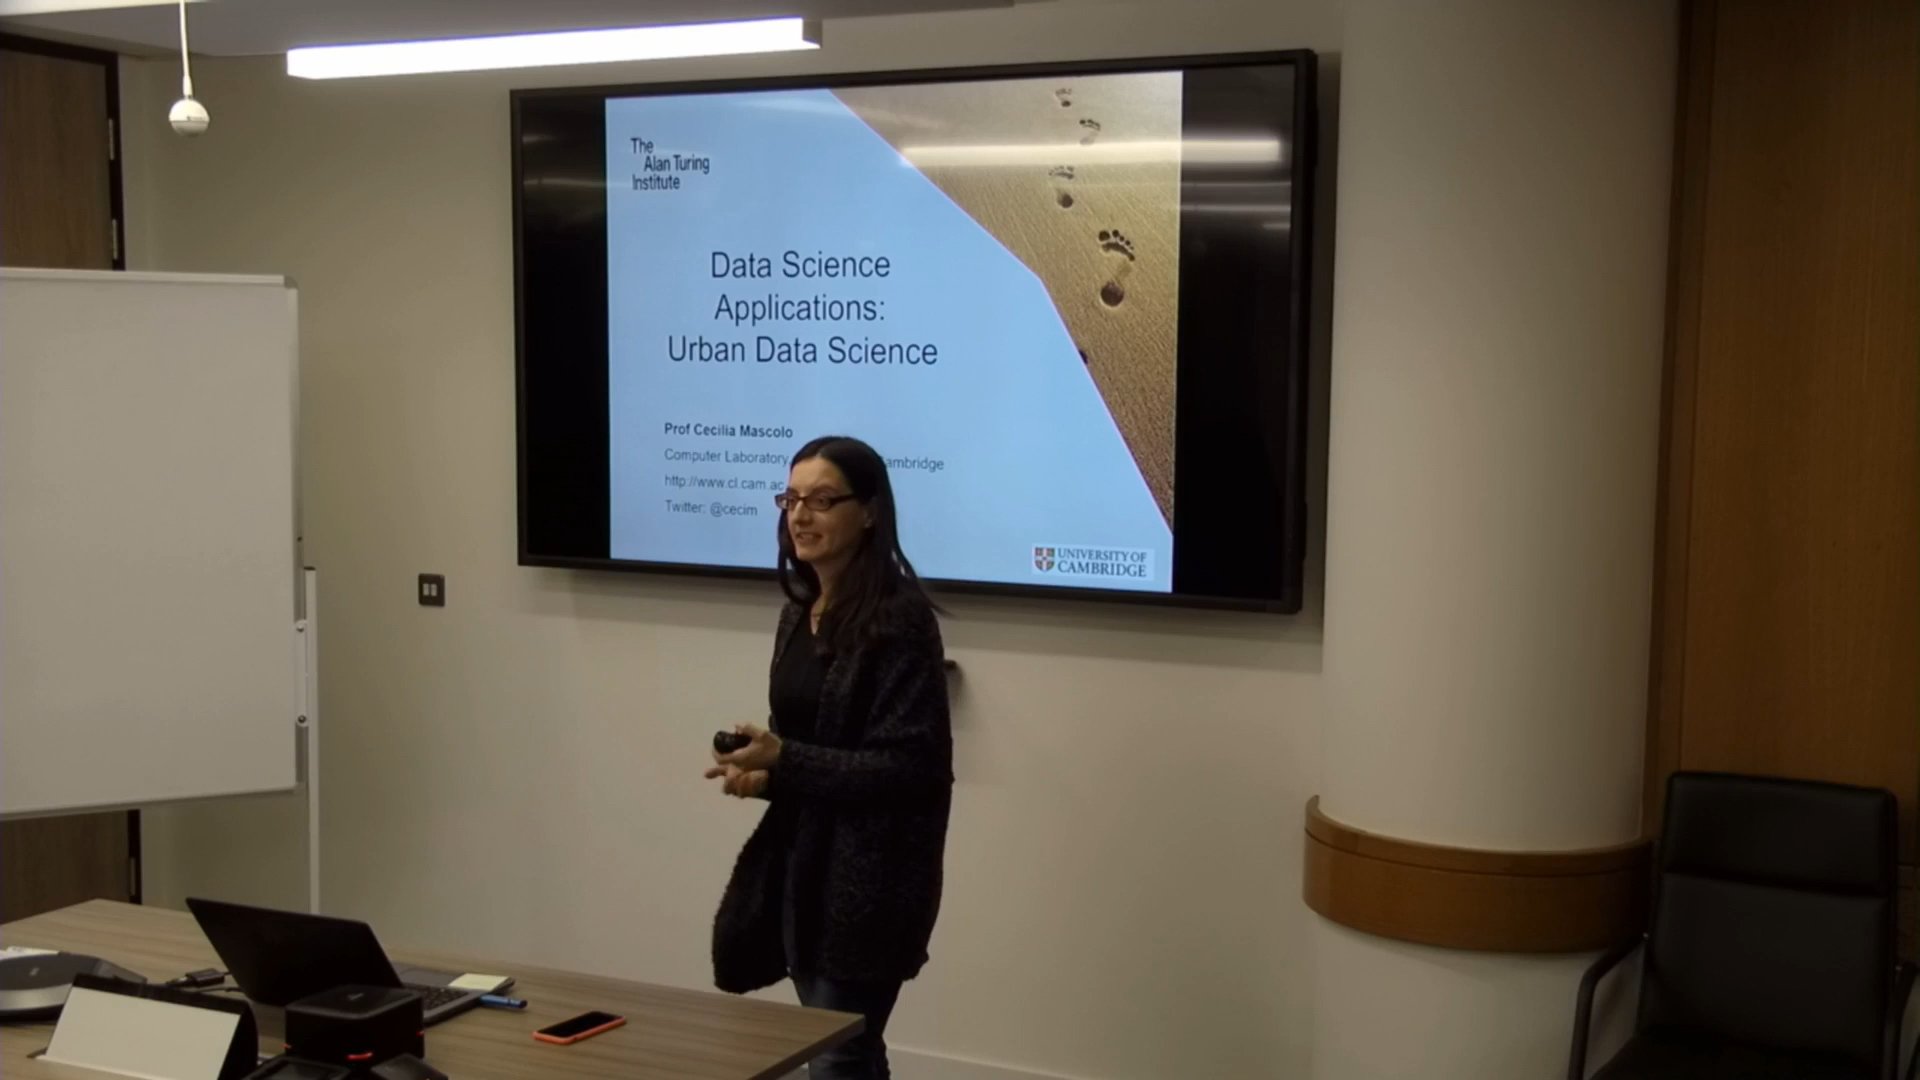 The
Alan Turing
Institute
Data Science
Applications:
Urban Data Science
Prof Cecilia Mascolo
Computer Laboratory
http://www.cl.cam.ac
Twitter: @cecim
UNIVERSITY OF
CAMBRIDGE